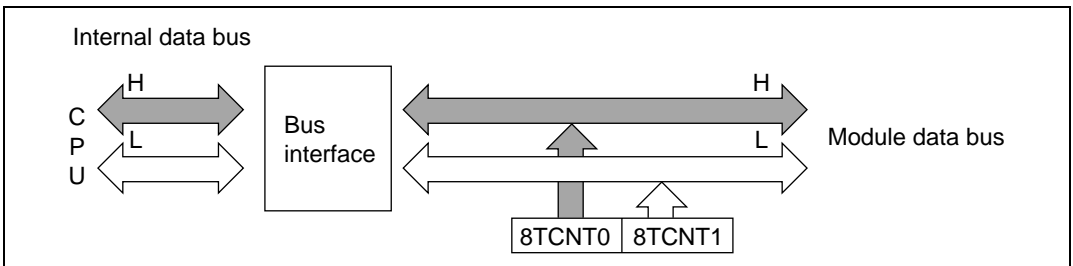 Internal data bus
H
H
C
P
U
L
Bus
interface
L
Module data bus
8TCNT0
8TCNT1